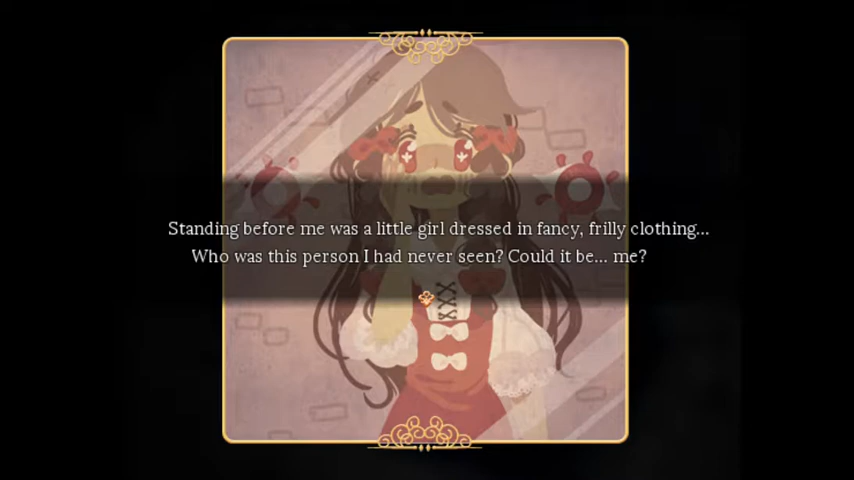 Standing before me was a little girl dressed in fancy, frilly clothing...
Who was this person I had never seen? Could it be... me?